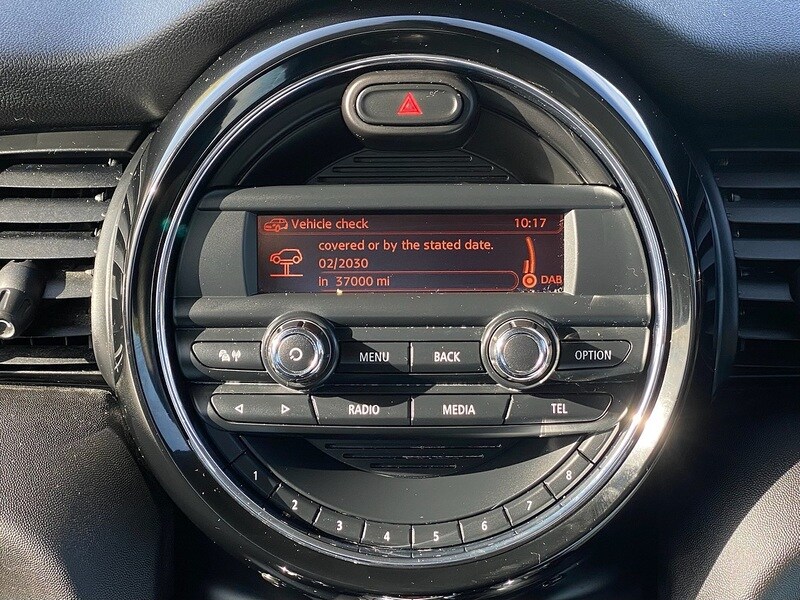 Vehicle check 10:17
covered or by the stated date.
02/2030
in 37000 mi DAB
MENU BACK OPTION
RADIO MEDIA TEL
1 2 3 4 5 6 7 8